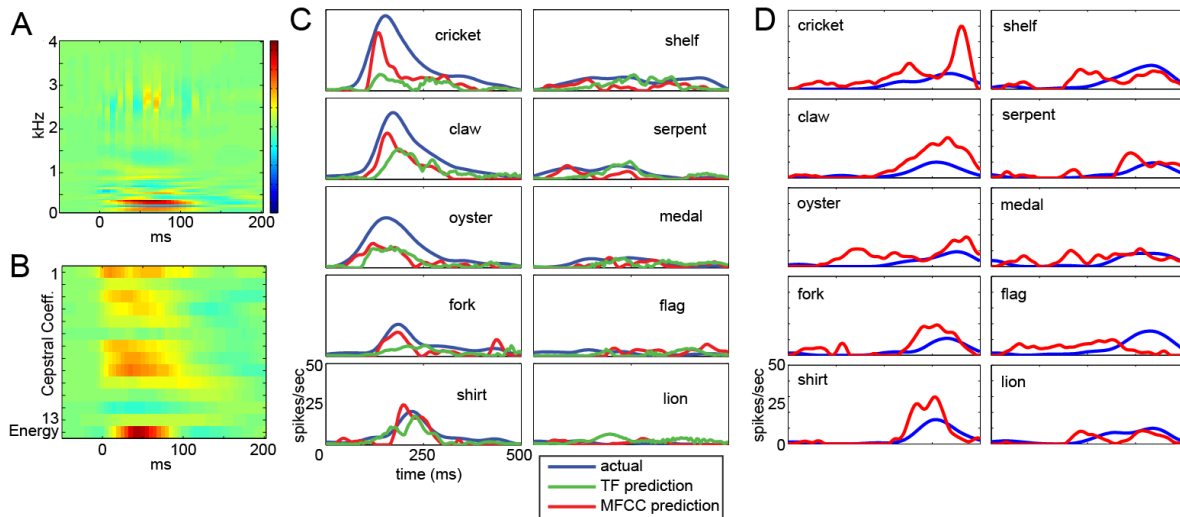 A
4
3
2
1
0
kHz
0
100
200
ms
B
1
Cepstral Coeff.
13
Energy
0
100
200
ms
C
cricket
shelf
claw
serpent
oyster
medal
fork
flag
shirt
lion
spikes/sec
50
25
0
0
250
500
time (ms)
actual
TF prediction
MFCC prediction
D
cricket
shelf
claw
serpent
oyster
medal
fork
flag
shirt
lion
spikes/sec
50
25
0